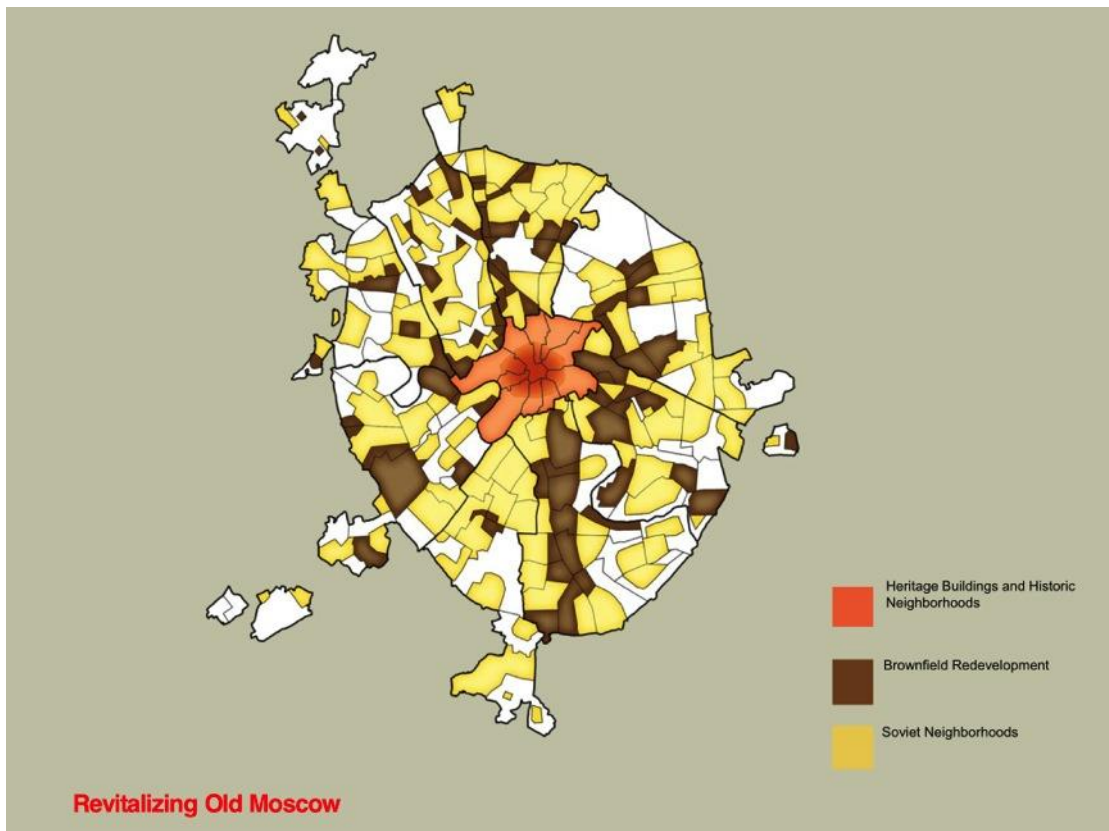 Heritage Buildings and Historic
Neighborhoods
Brownfield Redevelopment
Soviet Neighborhoods
Revitalizing Old Moscow